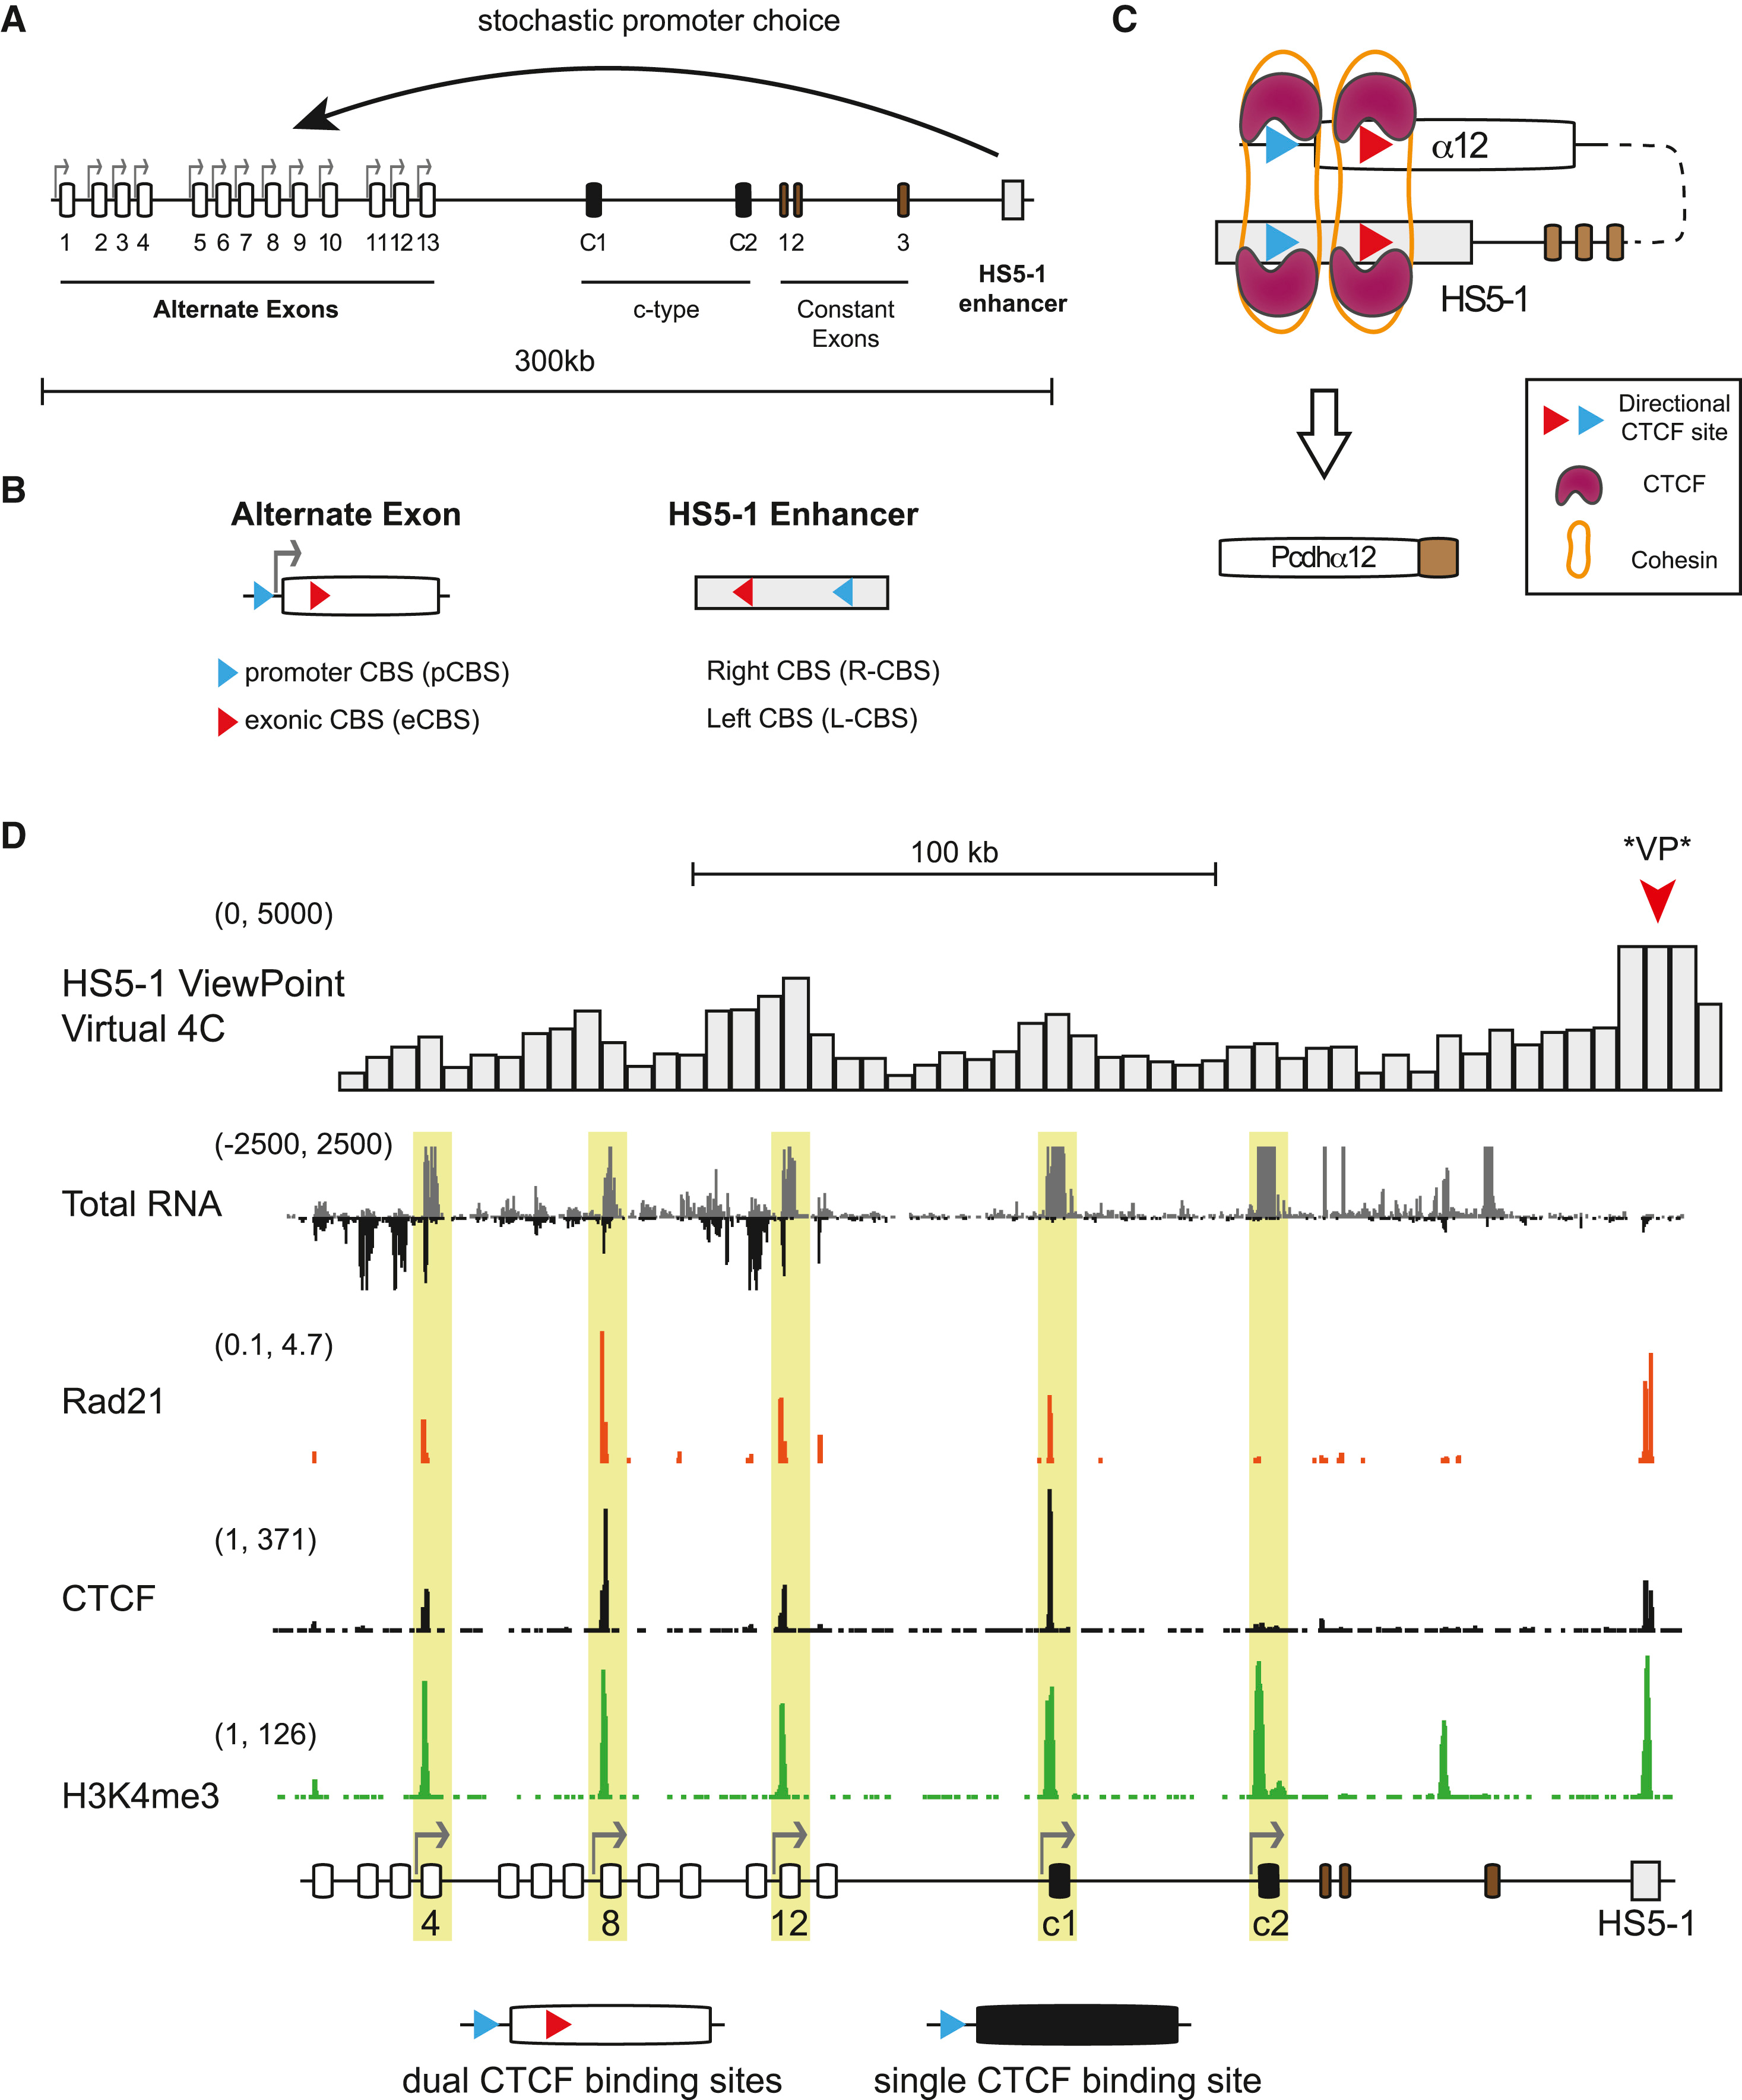 A
stochastic promoter choice
1 2 3 4 5 6 7 8 9 10 11 12 13 C1 C2 1 2 3
Alternate Exons
c-type
Constant
Exons
HS5-1
enhancer
300kb
B
Alternate Exon
HS5-1 Enhancer
promoter CBS (pCBS)
Right CBS (R-CBS)
exonic CBS (eCBS)
Left CBS (L-CBS)
C
α12
HS5-1
Pcdhα12
Directional
CTCF site
CTCF
Cohesin
D
100 kb
*VP*
(0, 5000)
HS5-1 ViewPoint
Virtual 4C
(-2500, 2500)
Total RNA
(0.1, 4.7)
Rad21
(1, 371)
CTCF
(1, 126)
H3K4me3
4 8 12 c1 c2 HS5-1
dual CTCF binding sites
single CTCF binding site